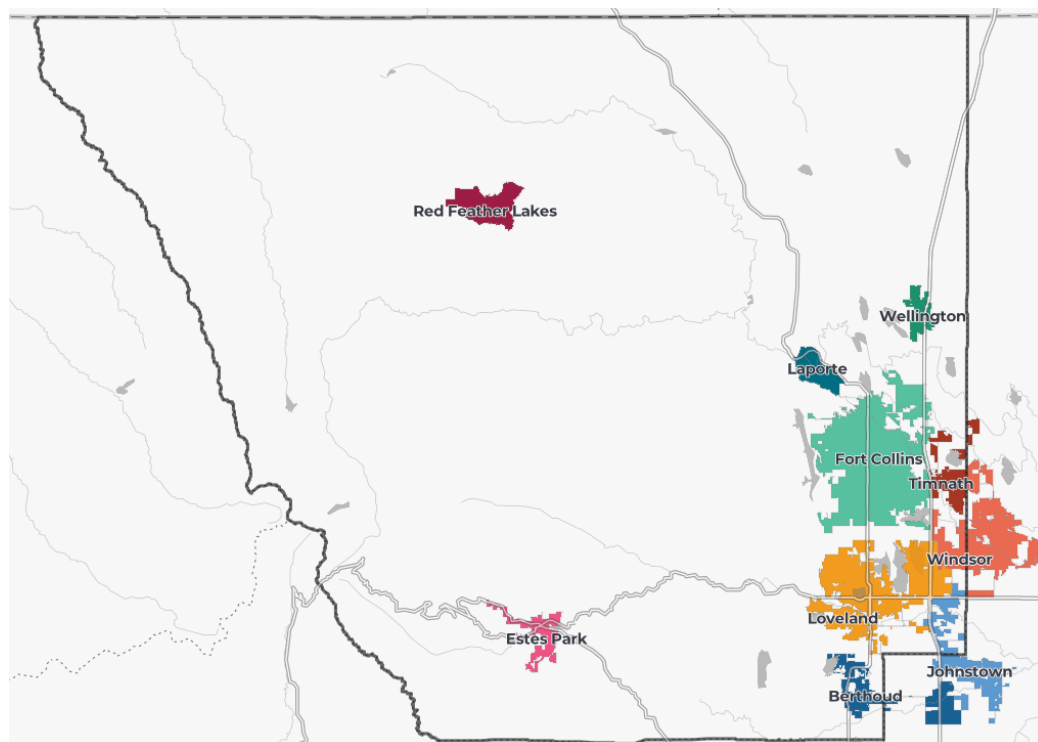 Red Feather Lakes
Wellington
Laporte
Fort Collins
Timnath
Windsor
Loveland
Estes Park
Johnstown
Berthoud